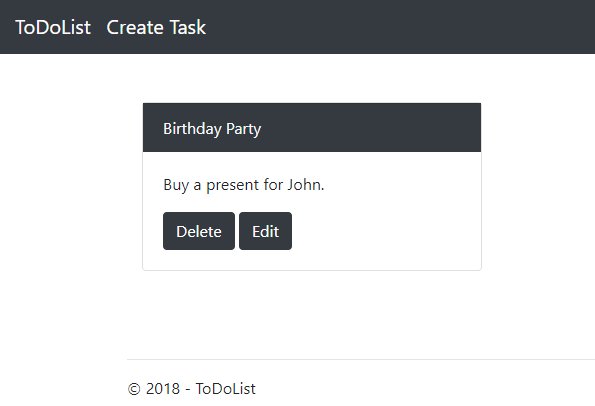 ToDoList Create Task
Birthday Party
Buy a present for John.
Delete Edit
© 2018 - ToDoList